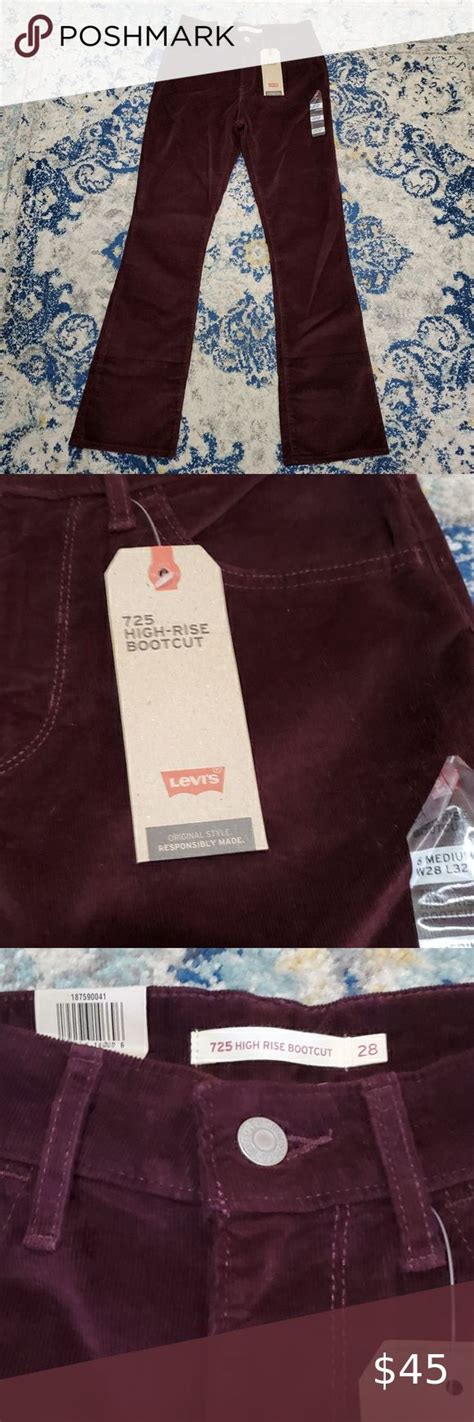 POSHMARK
725
HIGH-RISE
BOOTCUT
Levi's
ORIGINAL STYLE.
RESPONSIBLY MADE.
6 MEDIUM
W28 L32
187590041
725 HIGH RISE BOOTCUT 28
$45